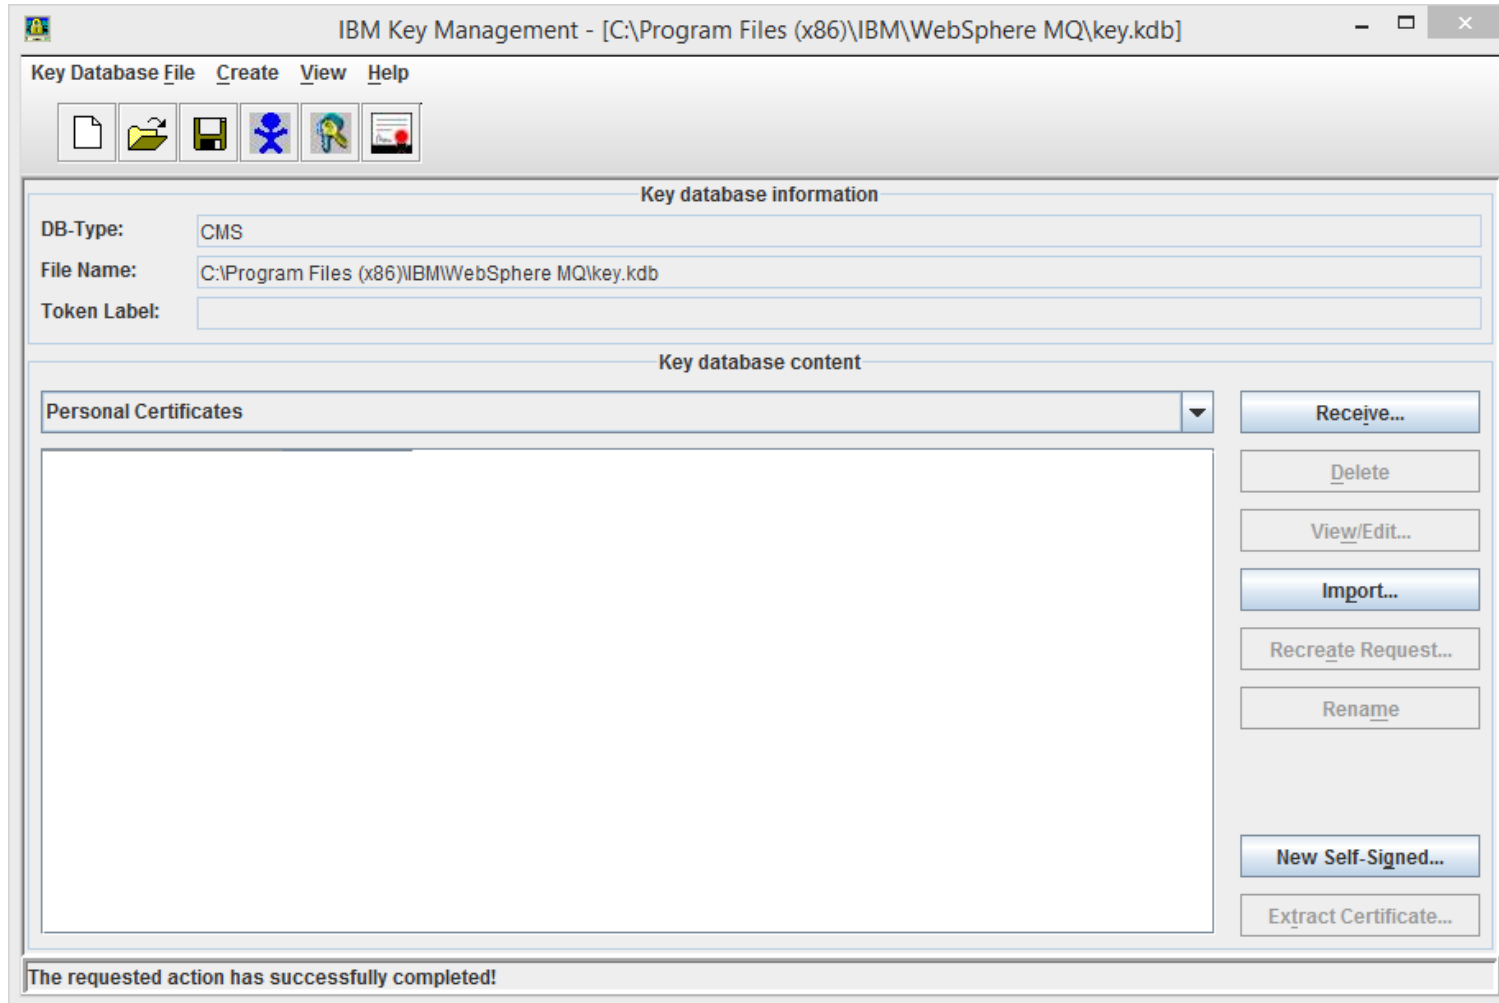 IBM Key Management - [C:\Program Files (x86)\IBM\WebSphere MQ\key.kdb]
Key Database File Create View Help
Key database information
DB-Type: CMS
File Name: C:\Program Files (x86)\IBM\WebSphere MQ\key.kdb
Token Label:
Key database content
Personal Certificates
Receive...
Delete
View/Edit...
Import...
Recreate Request...
Rename
New Self-Signed...
Extract Certificate...
The requested action has successfully completed!